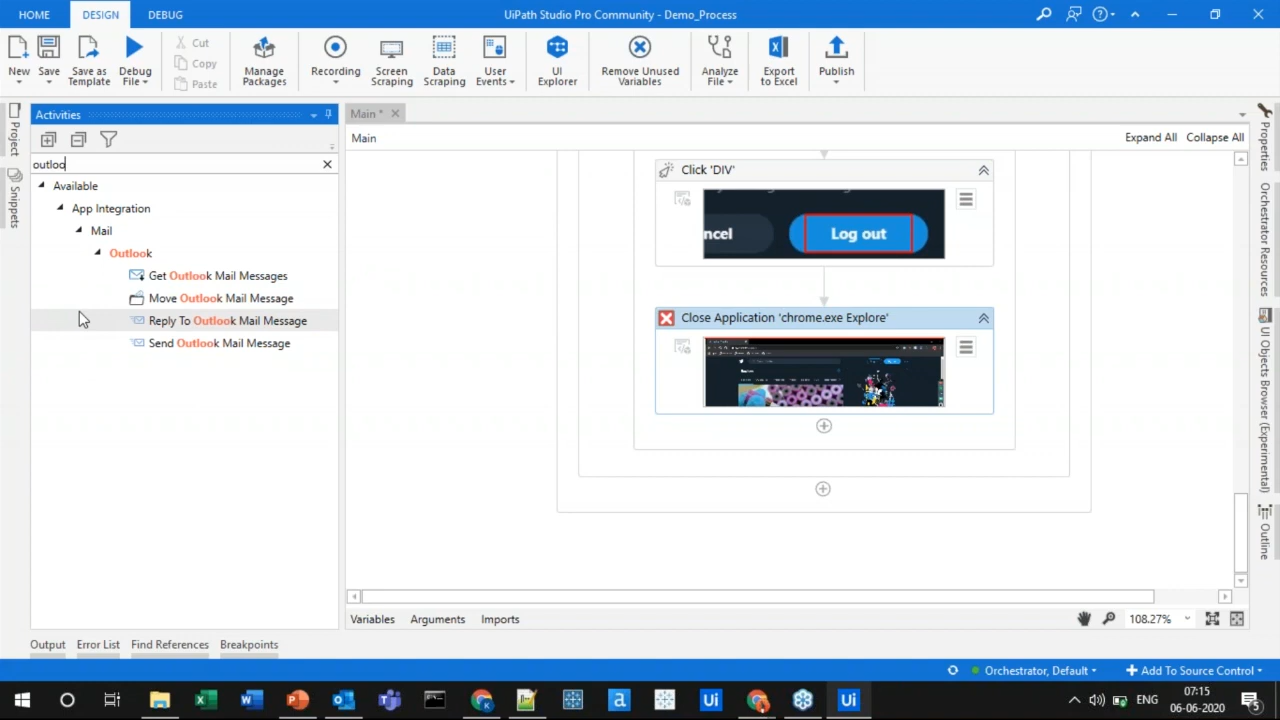 HOME DESIGN DEBUG UiPath Studio Pro Community - Demo_Process
New Save Save as Template Debug File Cut Copy Paste Manage Packages Recording Screen Scraping Data Scraping User Events UI Explorer Remove Unused Variables Analyze File Export to Excel Publish
Activities
Main *
outloo
Main
Expand All Collapse All
Project
Snippets
Available
App Integration
Mail
Outlook
Get Outlook Mail Messages
Move Outlook Mail Message
Reply To Outlook Mail Message
Send Outlook Mail Message
Click 'DIV'
ncel
Log out
Close Application 'chrome.exe Explore'
Properties
Orchestrator Resources
UI Objects Browser (Experimental)
Outline
Variables Arguments Imports
108.27%
Output Error List Find References Breakpoints
Orchestrator, Default
Add To Source Control
ENG
07:15
06-06-2020
5